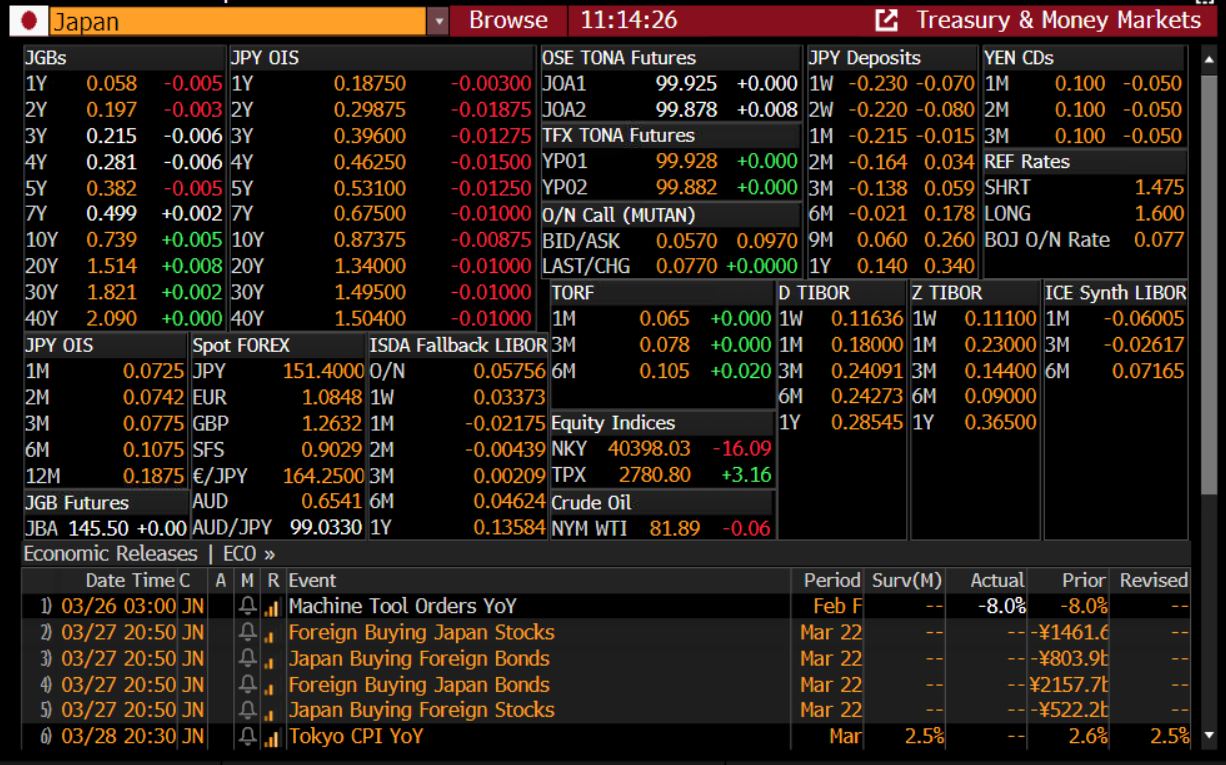 Japan Browse 11:14:26 Treasury & Money Markets
JGBs JPY OIS OSE TONA Futures JPY Deposits YEN CDs
1Y 0.058 -0.005 1Y 0.18750 -0.00300 JOA1 99.925 +0.000 1W -0.230 -0.070 1M 0.100 -0.050
2Y 0.197 -0.003 2Y 0.29875 -0.01875 JOA2 99.878 +0.008 2W -0.220 -0.080 2M 0.100 -0.050
3Y 0.215 -0.006 3Y 0.39600 -0.01275 TFX TONA Futures 1M -0.215 -0.015 3M 0.100 -0.050
4Y 0.281 -0.006 4Y 0.46250 -0.01500 YPO1 99.928 +0.000 2M -0.164 0.034 REF Rates
5Y 0.382 -0.005 5Y 0.53100 -0.01250 YPO2 99.882 +0.000 3M -0.138 0.059 SHRT 1.475
7Y 0.499 +0.002 7Y 0.67500 -0.01000 O/N Call (MUTAN) 6M -0.021 0.178 LONG 1.600
10Y 0.739 +0.005 10Y 0.87375 -0.00875 BID/ASK 0.0570 0.0970 9M 0.060 0.260 BOJ O/N Rate 0.077
20Y 1.514 +0.008 20Y 1.34000 -0.01000 LAST/CHG 0.0770 +0.0000 1Y 0.140 0.340
30Y 1.821 +0.002 30Y 1.49500 -0.01000 TORF D TIBOR Z TIBOR ICE Synth LIBOR
40Y 2.090 +0.000 40Y 1.50400 -0.01000 1M 0.065 +0.000 1W 0.11636 1W 0.11100 1M -0.06005
JPY OIS Spot FOREX ISDA Fallback LIBOR 3M 0.078 +0.000 1M 0.18000 1M 0.23000 3M -0.02617
1M 0.0725 JPY 151.4000 O/N 0.05756 6M 0.105 +0.020 3M 0.24091 3M 0.14400 6M 0.07165
2M 0.0742 EUR 1.0848 1W 0.03373 6M 0.24273 6M 0.09000
3M 0.0775 GBP 1.2632 1M -0.02175 Equity Indices 1Y 0.28545 1Y 0.36500
6M 0.1075 SFS 0.9029 2M -0.00439 NKY 40398.03 -16.09
12M 0.1875 €/JPY 164.2500 3M 0.00209 TPX 2780.80 +3.16
JGB Futures AUD 0.6541 6M 0.04624 Crude Oil
JBA 145.50 +0.00 AUD/JPY 99.0330 1Y 0.13584 NYM WTI 81.89 -0.06
Economic Releases | ECO »
Date Time C A M R Event Period Surv(M) Actual Prior Revised
1) 03/26 03:00 JN Machine Tool Orders YoY Feb F -- -8.0% -8.0% --
2) 03/27 20:50 JN Foreign Buying Japan Stocks Mar 22 -- -- -¥1461.6 --
3) 03/27 20:50 JN Japan Buying Foreign Bonds Mar 22 -- -- -¥803.9b --
4) 03/27 20:50 JN Foreign Buying Japan Bonds Mar 22 -- -- ¥2157.7b --
5) 03/27 20:50 JN Japan Buying Foreign Stocks Mar 22 -- -- -¥522.2b --
6) 03/28 20:30 JN Tokyo CPI YoY Mar 2.5% -- 2.6% 2.5%